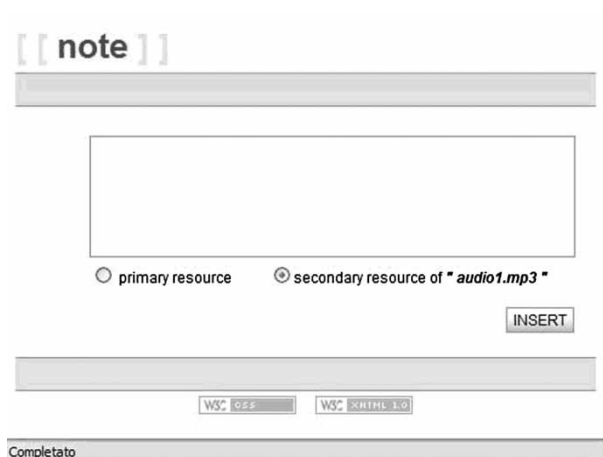 [ [ note ] ]
primary resource secondary resource of " audio1.mp3 "
INSERT
W3C CSS W3C XHTML 1.0
Completato